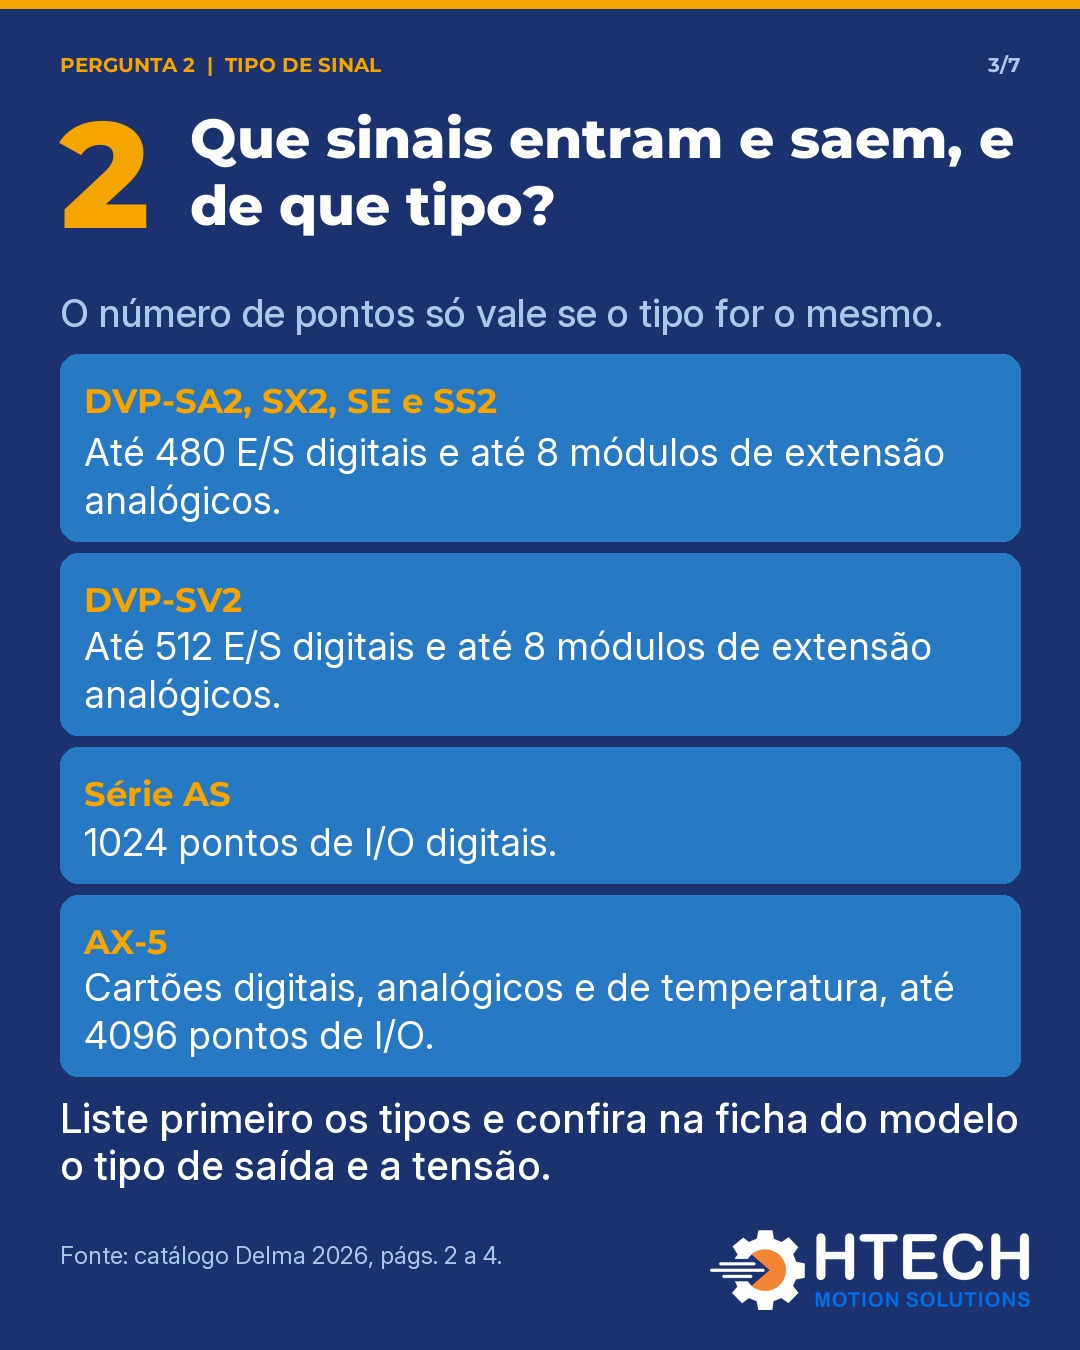 PERGUNTA 2 | TIPO DE SINAL
3/7
2
Que sinais entram e saem, e
de que tipo?
O número de pontos só vale se o tipo for o mesmo.
DVP-SA2, SX2, SE e SS2
Até 480 E/S digitais e até 8 módulos de extensão
analógicos.
DVP-SV2
Até 512 E/S digitais e até 8 módulos de extensão
analógicos.
Série AS
1024 pontos de I/O digitais.
AX-5
Cartões digitais, analógicos e de temperatura, até
4096 pontos de I/O.
Liste primeiro os tipos e confira na ficha do modelo
o tipo de saída e a tensão.
Fonte: catálogo Delma 2026, págs. 2 a 4.
HTECH
MOTION SOLUTIONS